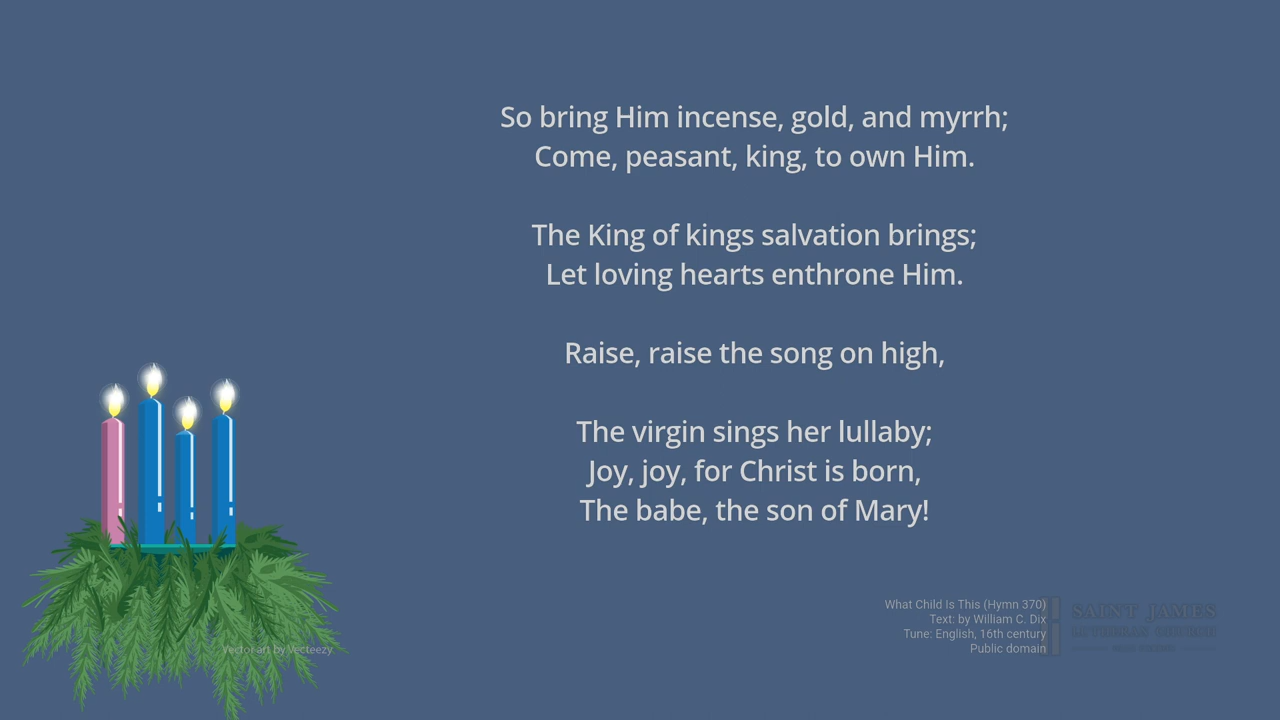 So bring Him incense, gold, and myrrh;
Come, peasant, king, to own Him.
The King of kings salvation brings;
Let loving hearts enthrone Him.
Raise, raise the song on high,
The virgin sings her lullaby;
Joy, joy, for Christ is born,
The babe, the son of Mary!
What Child Is This (Hymn 370)
Text: by William C. Dix
Tune: English, 16th century
Public domain
SAINT JAMES
LUTHERAN CHURCH
Vector art by Vecteezy